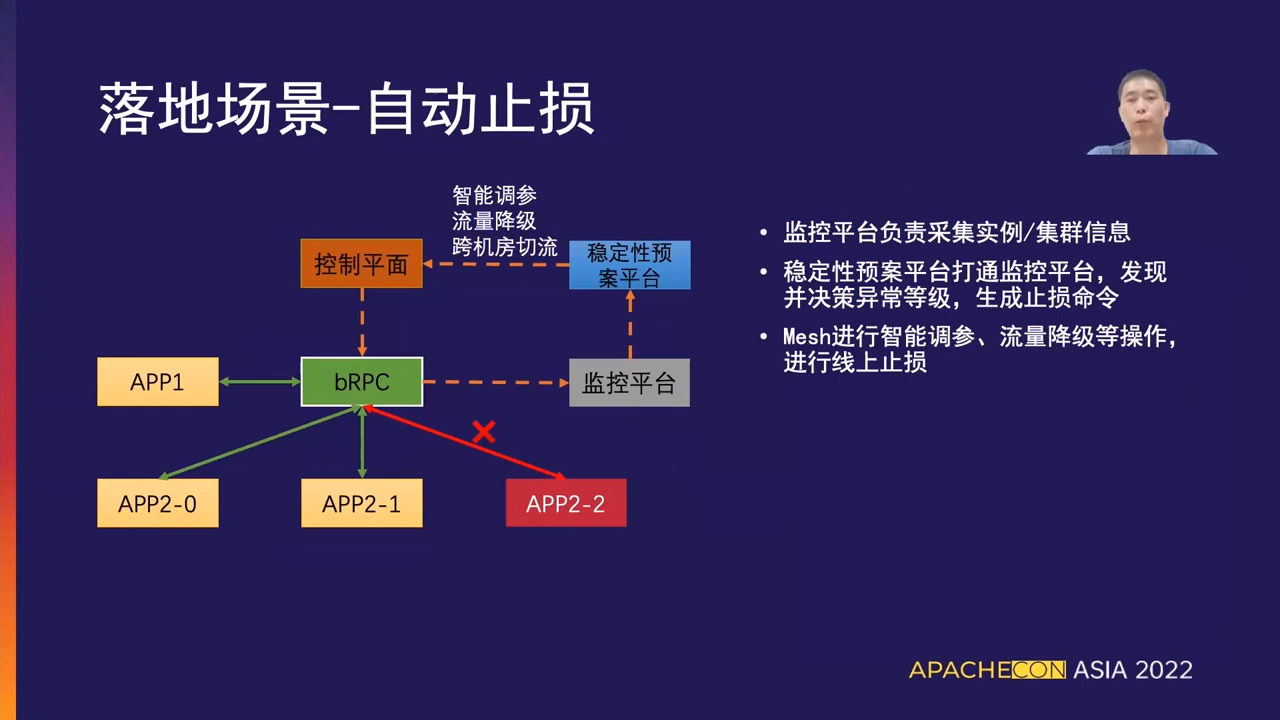 落地场景-自动止损
智能调参
流量降级
跨机房切流
控制平面
稳定性预
案平台
APP1
bRPC
监控平台
APP2-0
APP2-1
APP2-2
• 监控平台负责采集实例/集群信息
• 稳定性预案平台打通监控平台，发现
并决策异常等级，生成止损命令
• Mesh进行智能调参、流量降级等操作，
进行线上止损
APACHECON ASIA 2022